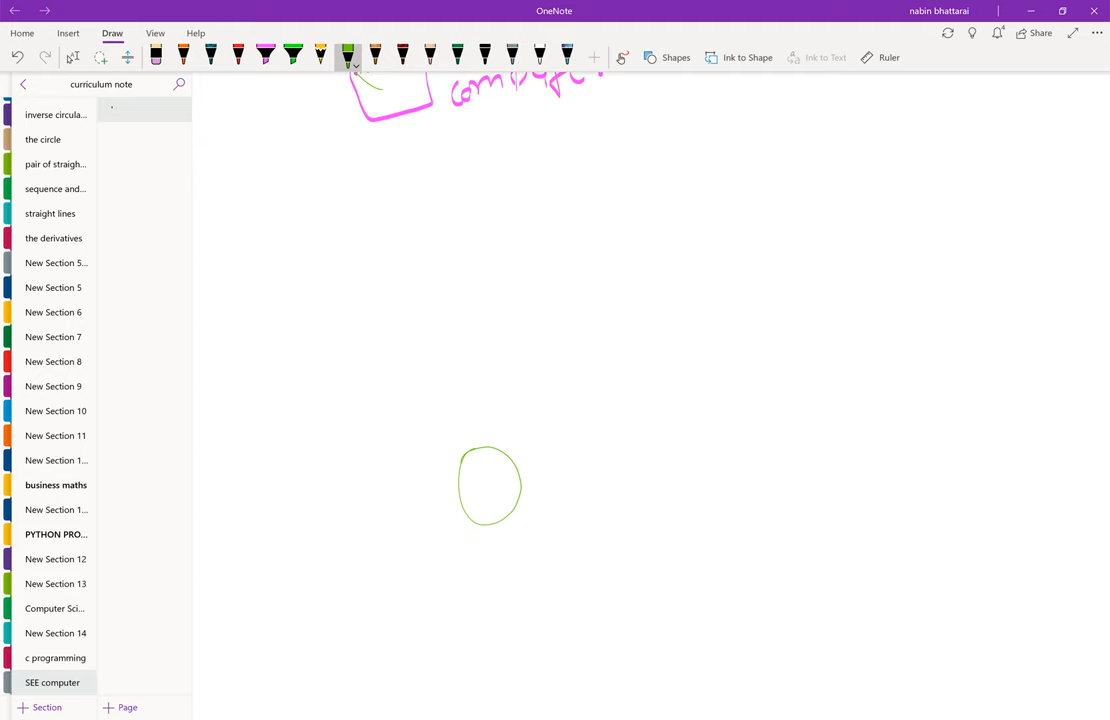 OneNote
nabin bhattarai
Home
Insert
Draw
View
Help
Share
Shapes
Ink to Shape
Ink to Text
Ruler
curriculum note
inverse circula...
the circle
pair of straigh...
sequence and...
straight lines
the derivatives
New Section 5...
New Section 5
New Section 6
New Section 7
New Section 8
New Section 9
New Section 10
New Section 11
New Section 1...
business maths
New Section 1...
PYTHON PRO...
New Section 12
New Section 13
Computer Sci...
New Section 14
c programming
SEE computer
Section
Page